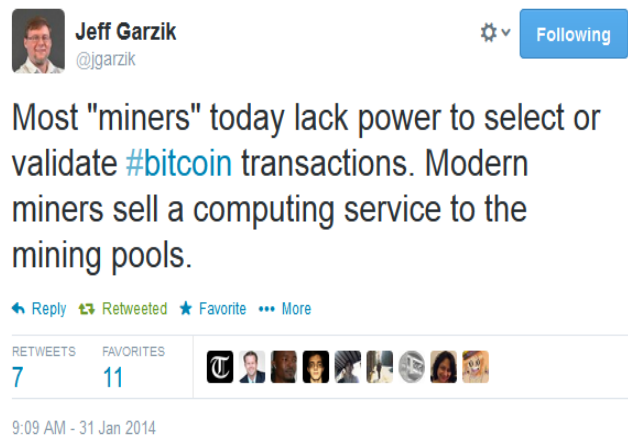 Jeff Garzik
@jgarzik
Following
Most "miners" today lack power to select or
validate #bitcoin transactions. Modern
miners sell a computing service to the
mining pools.
Reply Retweeted Favorite More
RETWEETS FAVORITES
7 11
9:09 AM - 31 Jan 2014